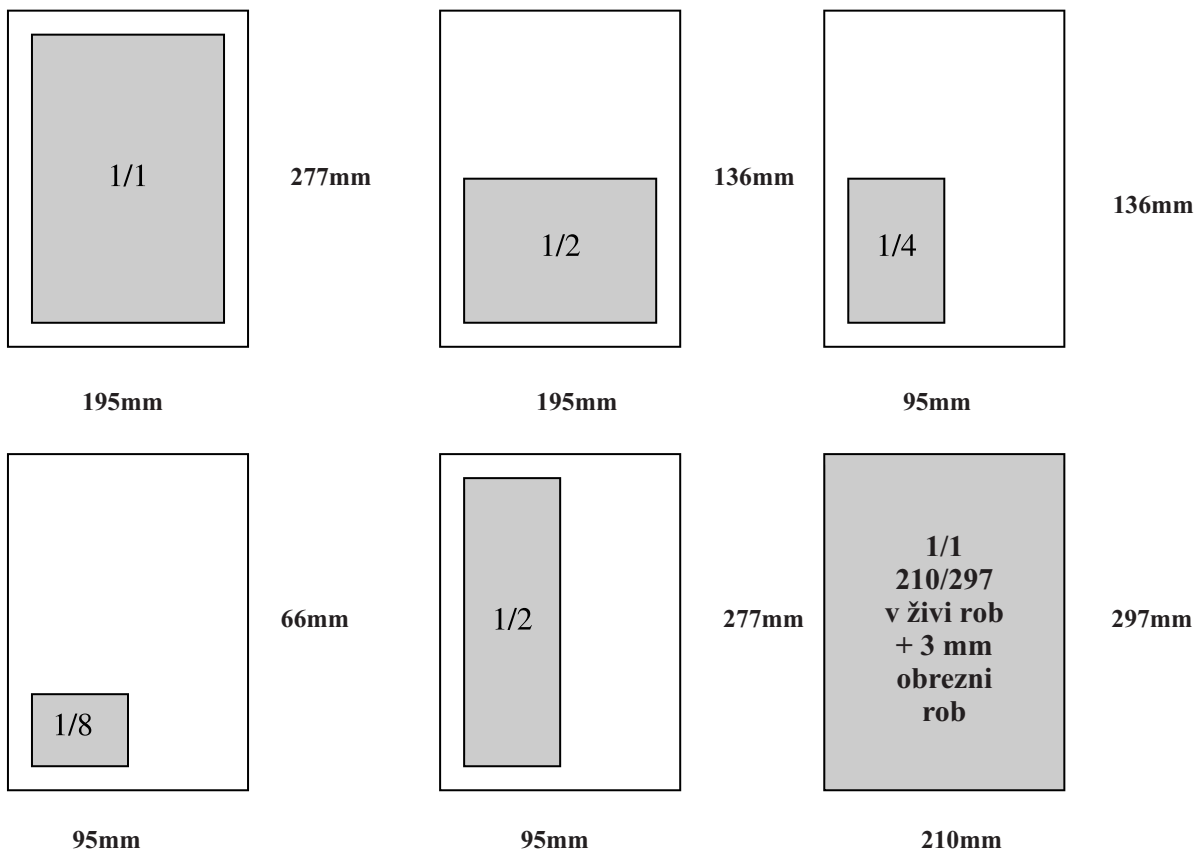 1/1
277mm
1/2
136mm
1/4
136mm
195mm
195mm
95mm
1/8
66mm
1/2
277mm
1/1
210/297
v živi rob
+ 3 mm
obrezni
rob
297mm
95mm
95mm
210mm